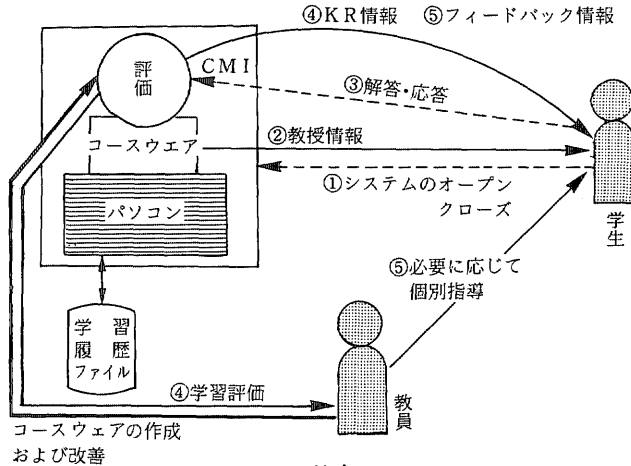 ④KR情報 ⑤フィードバック情報
評価
CMI
③解答・応答
コースウエア
②教授情報
①システムのオープン
クローズ
パソコン
学生
⑤必要に応じて
個別指導
学習
履歴
ファイル
④学習評価
教員
コースウェアの作成
および改善